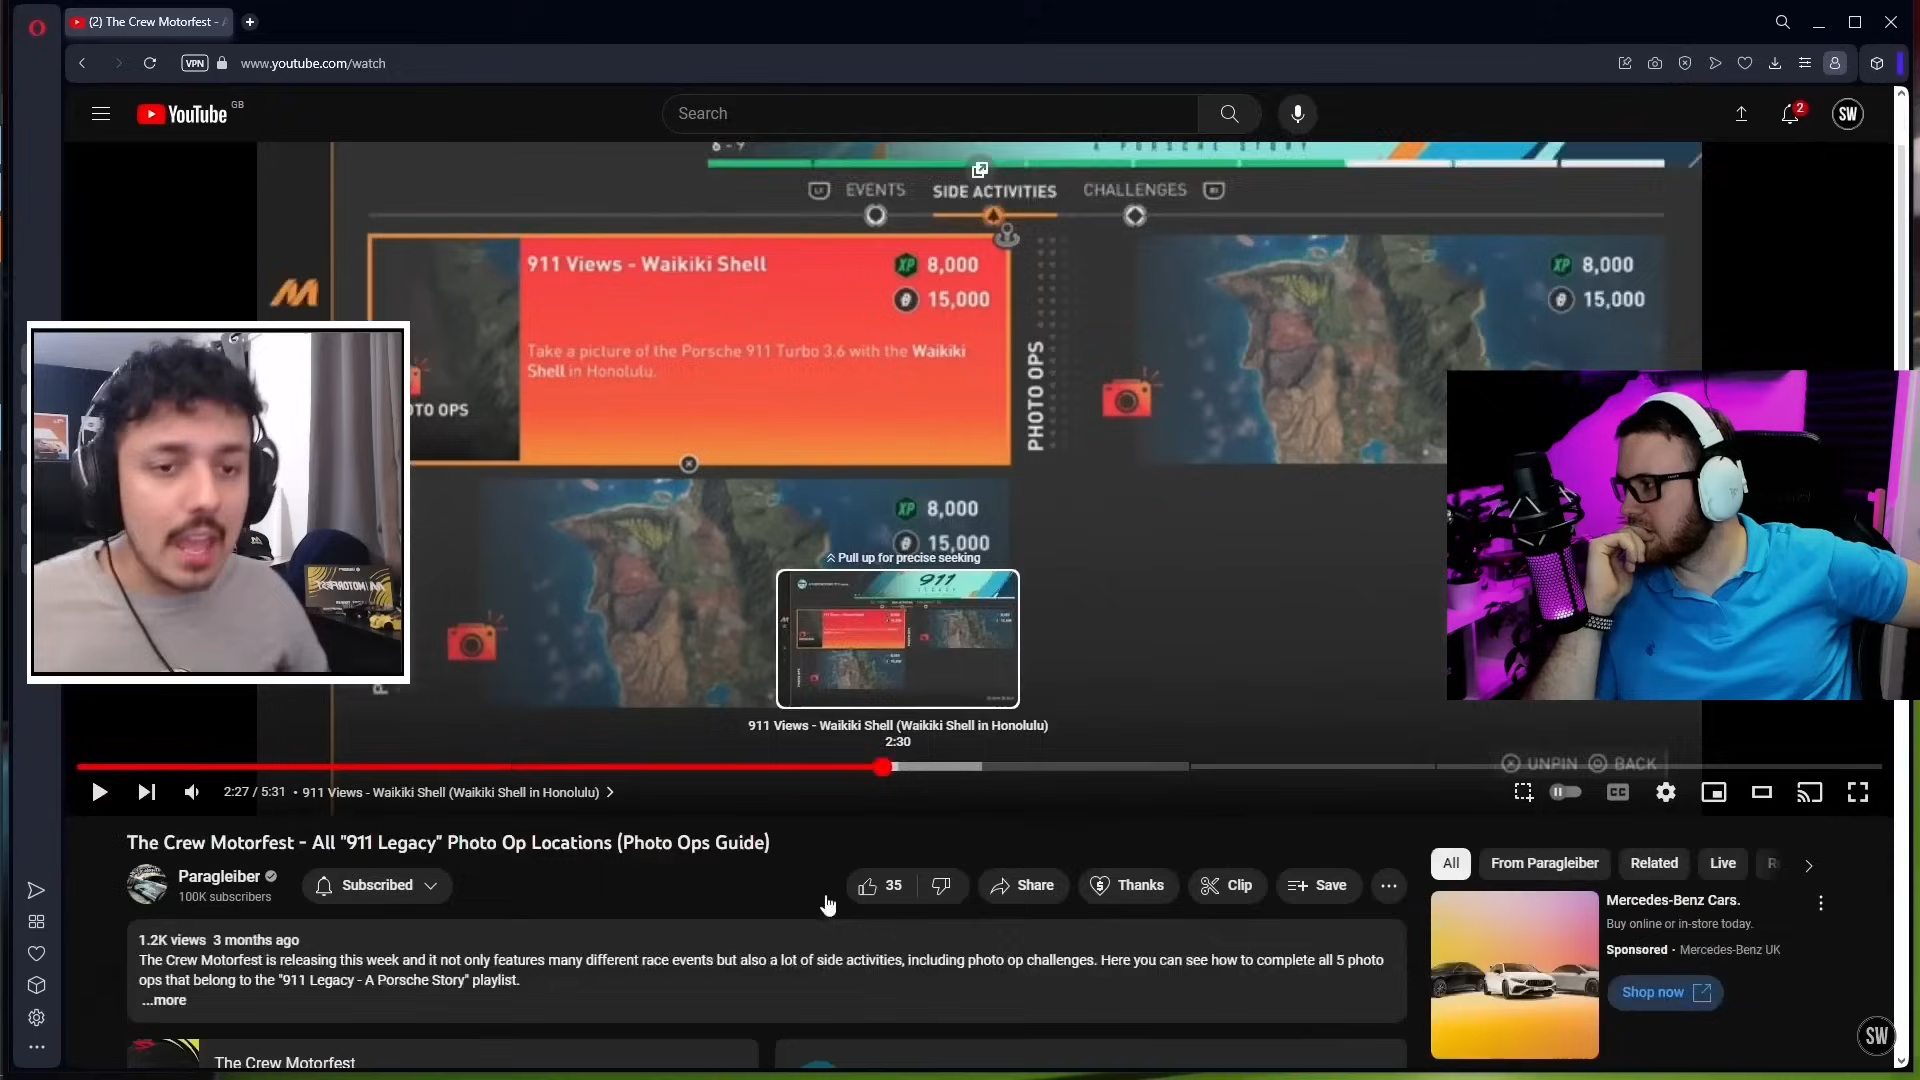 (2) The Crew Motorfest -
VPN
www.youtube.com/watch
YouTube GB
Search
2
SW
A PORSCHE STORY
EVENTS
SIDE ACTIVITIES
CHALLENGES
911 Views - Waikiki Shell
XP 8,000
15,000
Take a picture of the Porsche 911 Turbo 3.6 with the Waikiki
Shell in Honolulu.
TO OPS
PHOTO OPS
XP 8,000
15,000
XP 8,000
15,000
Pull up for precise seeking
911
911 Views - Waikiki Shell (Waikiki Shell in Honolulu)
2:30
UNPIN
BACK
2:27 / 5:31 • 911 Views - Waikiki Shell (Waikiki Shell in Honolulu)
CC
The Crew Motorfest - All "911 Legacy" Photo Op Locations (Photo Ops Guide)
Paragleiber
100K subscribers
Subscribed
35
Share
Thanks
Clip
Save
1.2K views 3 months ago
The Crew Motorfest is releasing this week and it not only features many different race events but also a lot of side activities, including photo op challenges. Here you can see how to complete all 5 photo
ops that belong to the "911 Legacy - A Porsche Story" playlist.
...more
The Crew Motorfest
All
From Paragleiber
Related
Live
Mercedes-Benz Cars.
Buy online or in-store today.
Sponsored • Mercedes-Benz UK
Shop now
SW